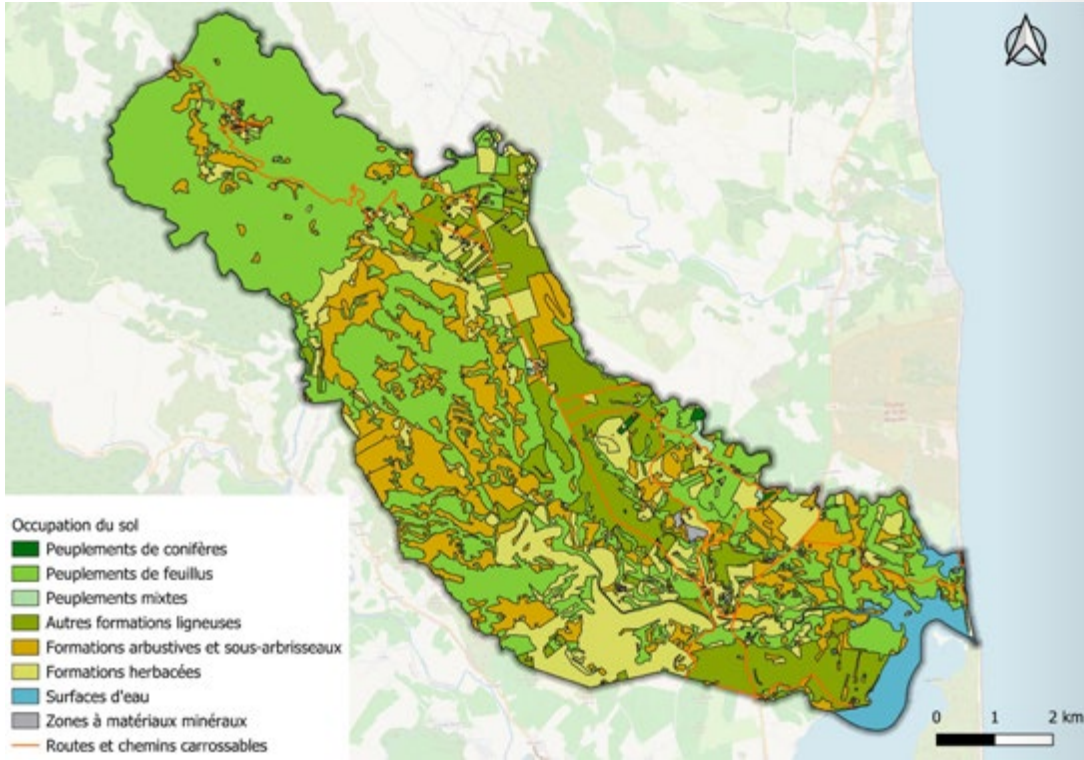 Occupation du sol
Peuplements de conifères
Peuplements de feuillus
Peuplements mixtes
Autres formations ligneuses
Formations arbustives et sous-arbrisseaux
Formations herbacées
Surfaces d'eau
Zones à matériaux minéraux
Routes et chemins carrossables
0 1 2 km